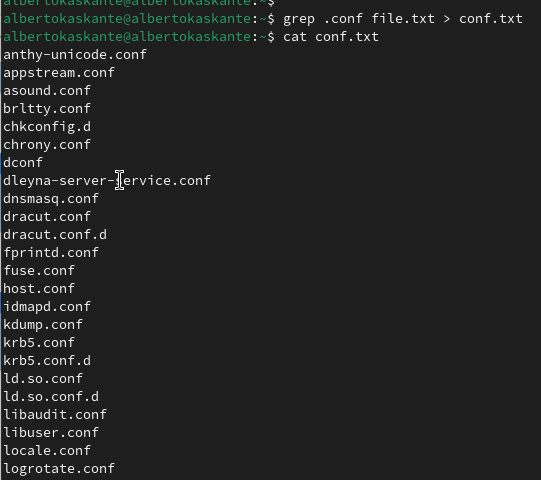 albertokaskante@albertokaskante:~$
albertokaskante@albertokaskante:~$ grep .conf file.txt > conf.txt
albertokaskante@albertokaskante:~$ cat conf.txt
anthy-unicode.conf
appstream.conf
asound.conf
brltty.conf
chkconfig.d
chrony.conf
dconf
dleyna-server-service.conf
dnsmasq.conf
dracut.conf
dracut.conf.d
fprintd.conf
fuse.conf
host.conf
idmapd.conf
kdump.conf
krb5.conf
krb5.conf.d
ld.so.conf
ld.so.conf.d
libaudit.conf
libuser.conf
locale.conf
logrotate.conf